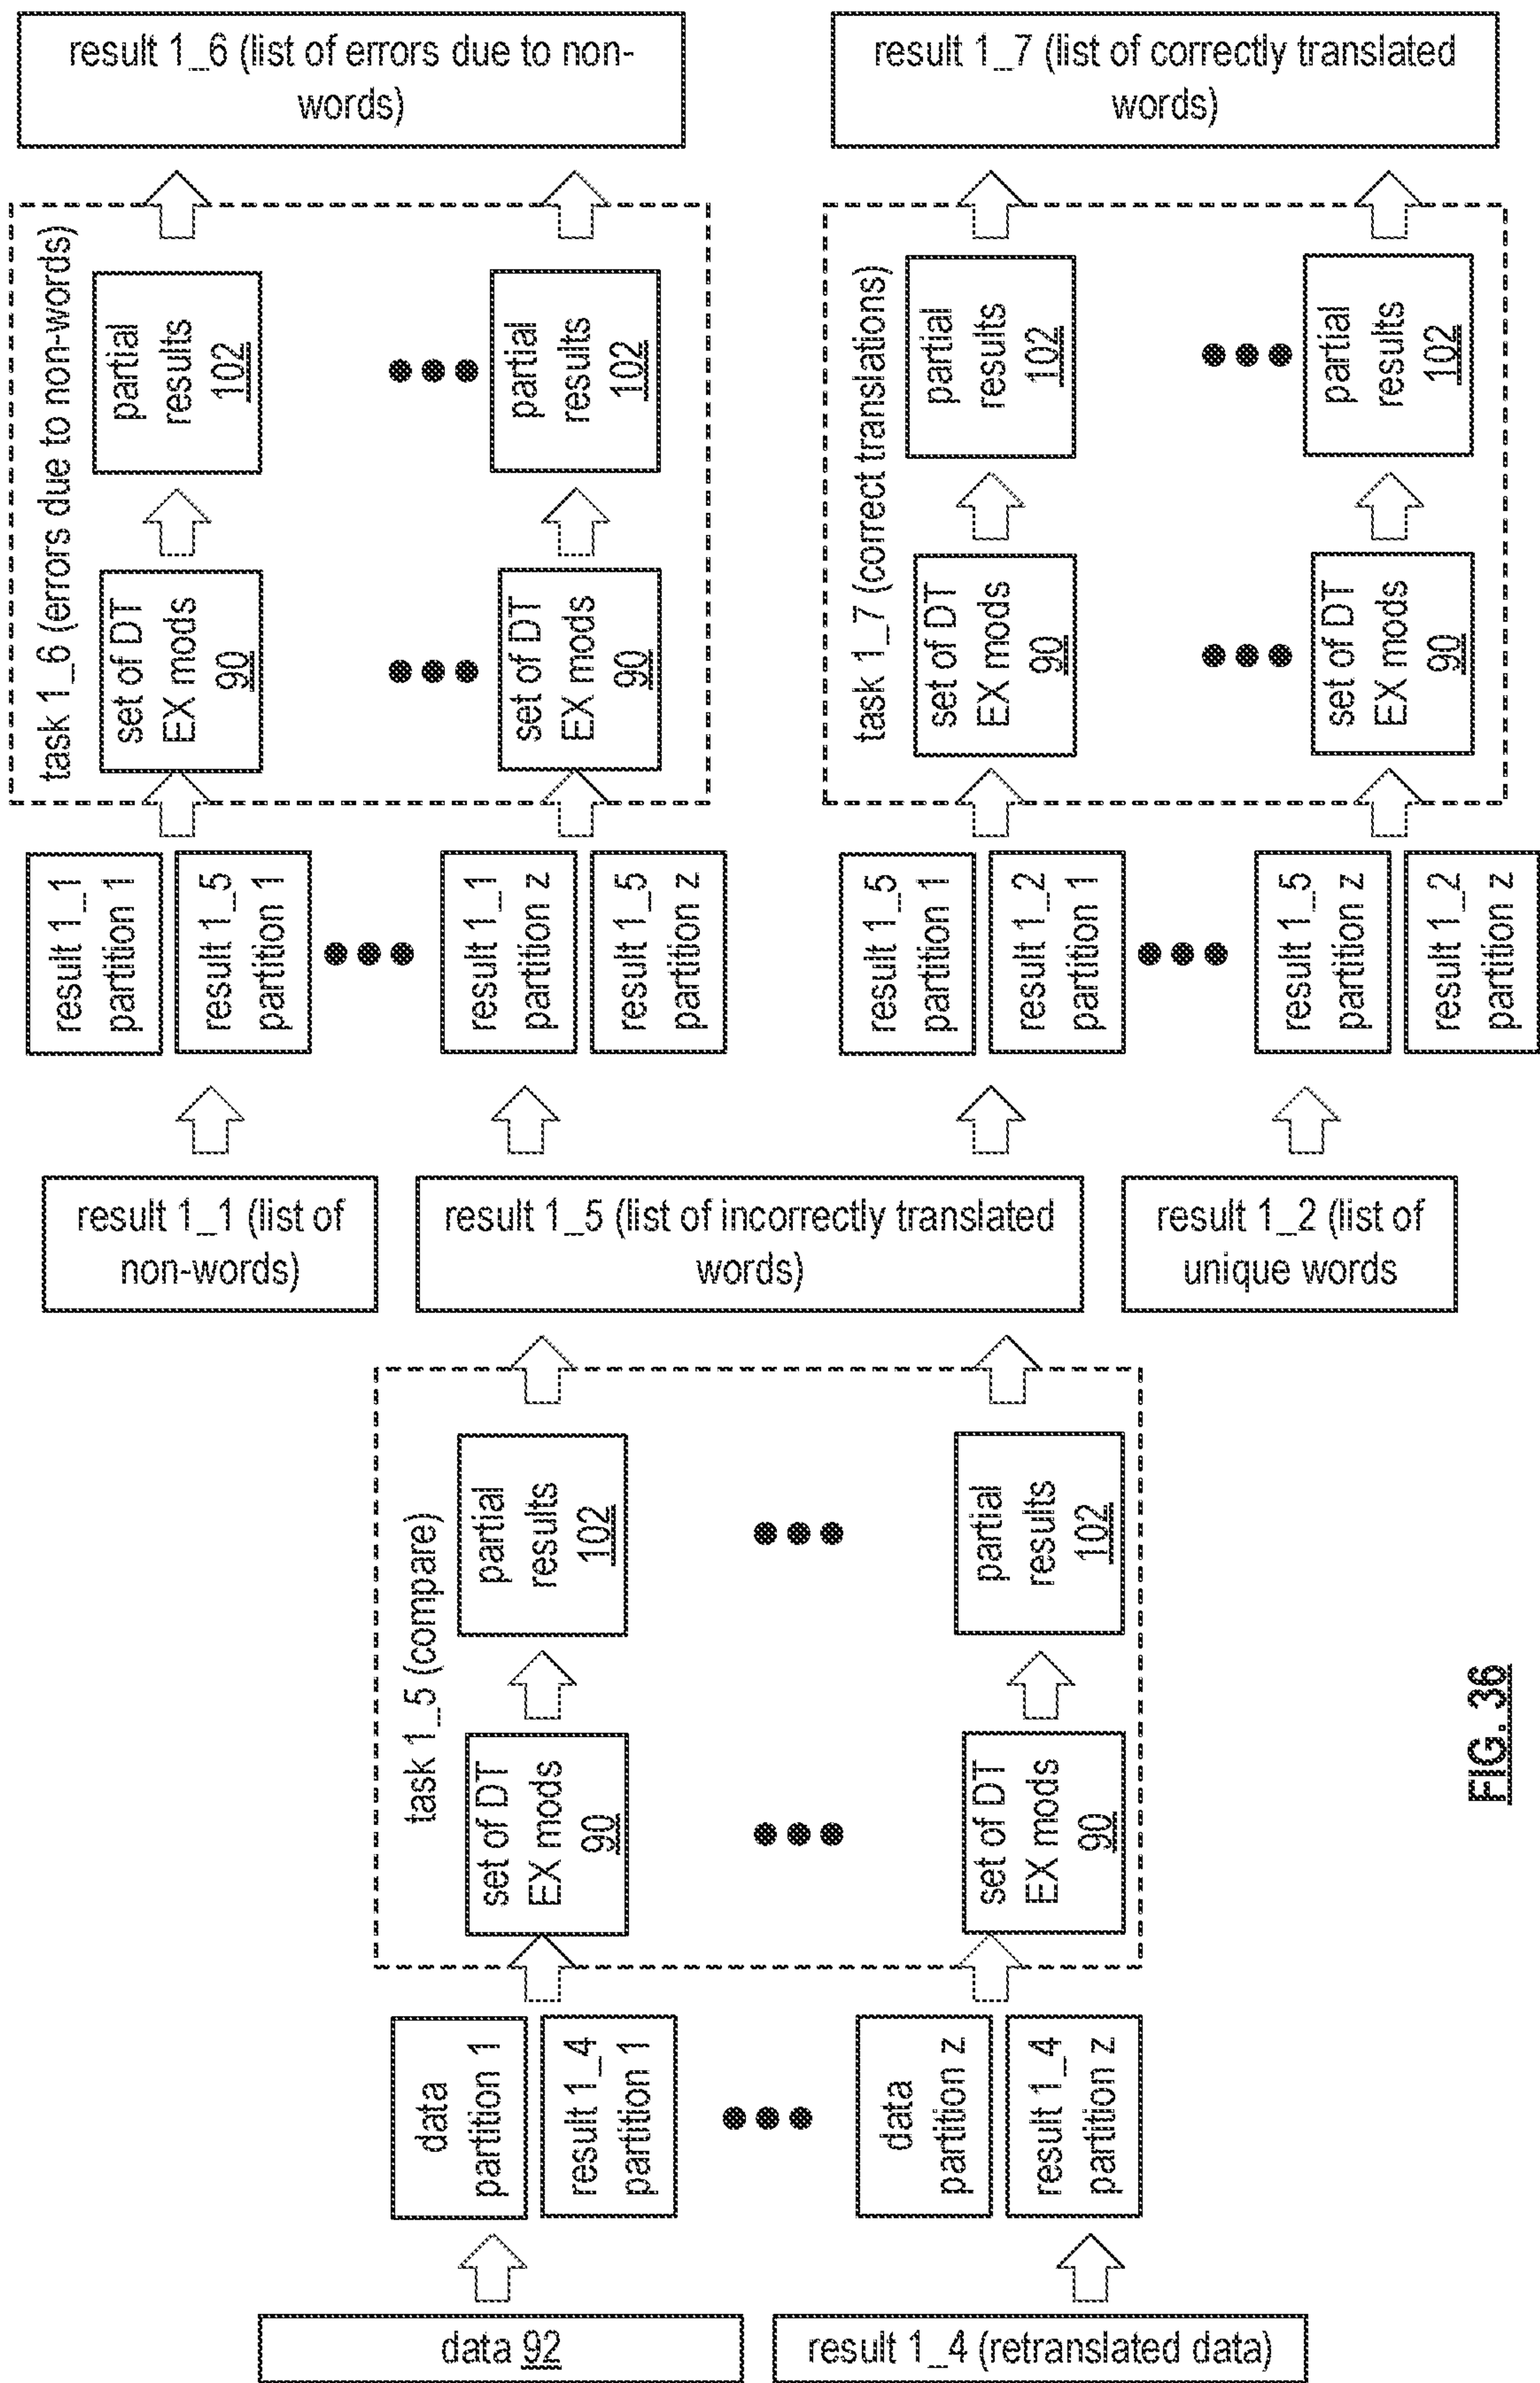 result 1_6 (list of errors due to non-
words)
result 1_7 (list of correctly translated
words)
task 1_6 (errors due to non-words)
set of DT
EX mods
90
partial
results
102
set of DT
EX mods
90
partial
results
102
task 1_7 (correct translations)
set of DT
EX mods
90
partial
results
102
set of DT
EX mods
90
partial
results
102
result 1_1
partition 1
result 1_5
partition 1
result 1_1
partition z
result 1_5
partition z
result 1_5
partition 1
result 1_2
partition 1
result 1_5
partition z
result 1_2
partition z
result 1_1 (list of
non-words)
result 1_5 (list of incorrectly translated
words)
result 1_2 (list of
unique words
task 1_5 (compare)
set of DT
EX mods
90
partial
results
102
set of DT
EX mods
90
partial
results
102
data
partition 1
result 1_4
partition 1
data
partition z
result 1_4
partition z
data 92
result 1_4 (retranslated data)
FIG. 36